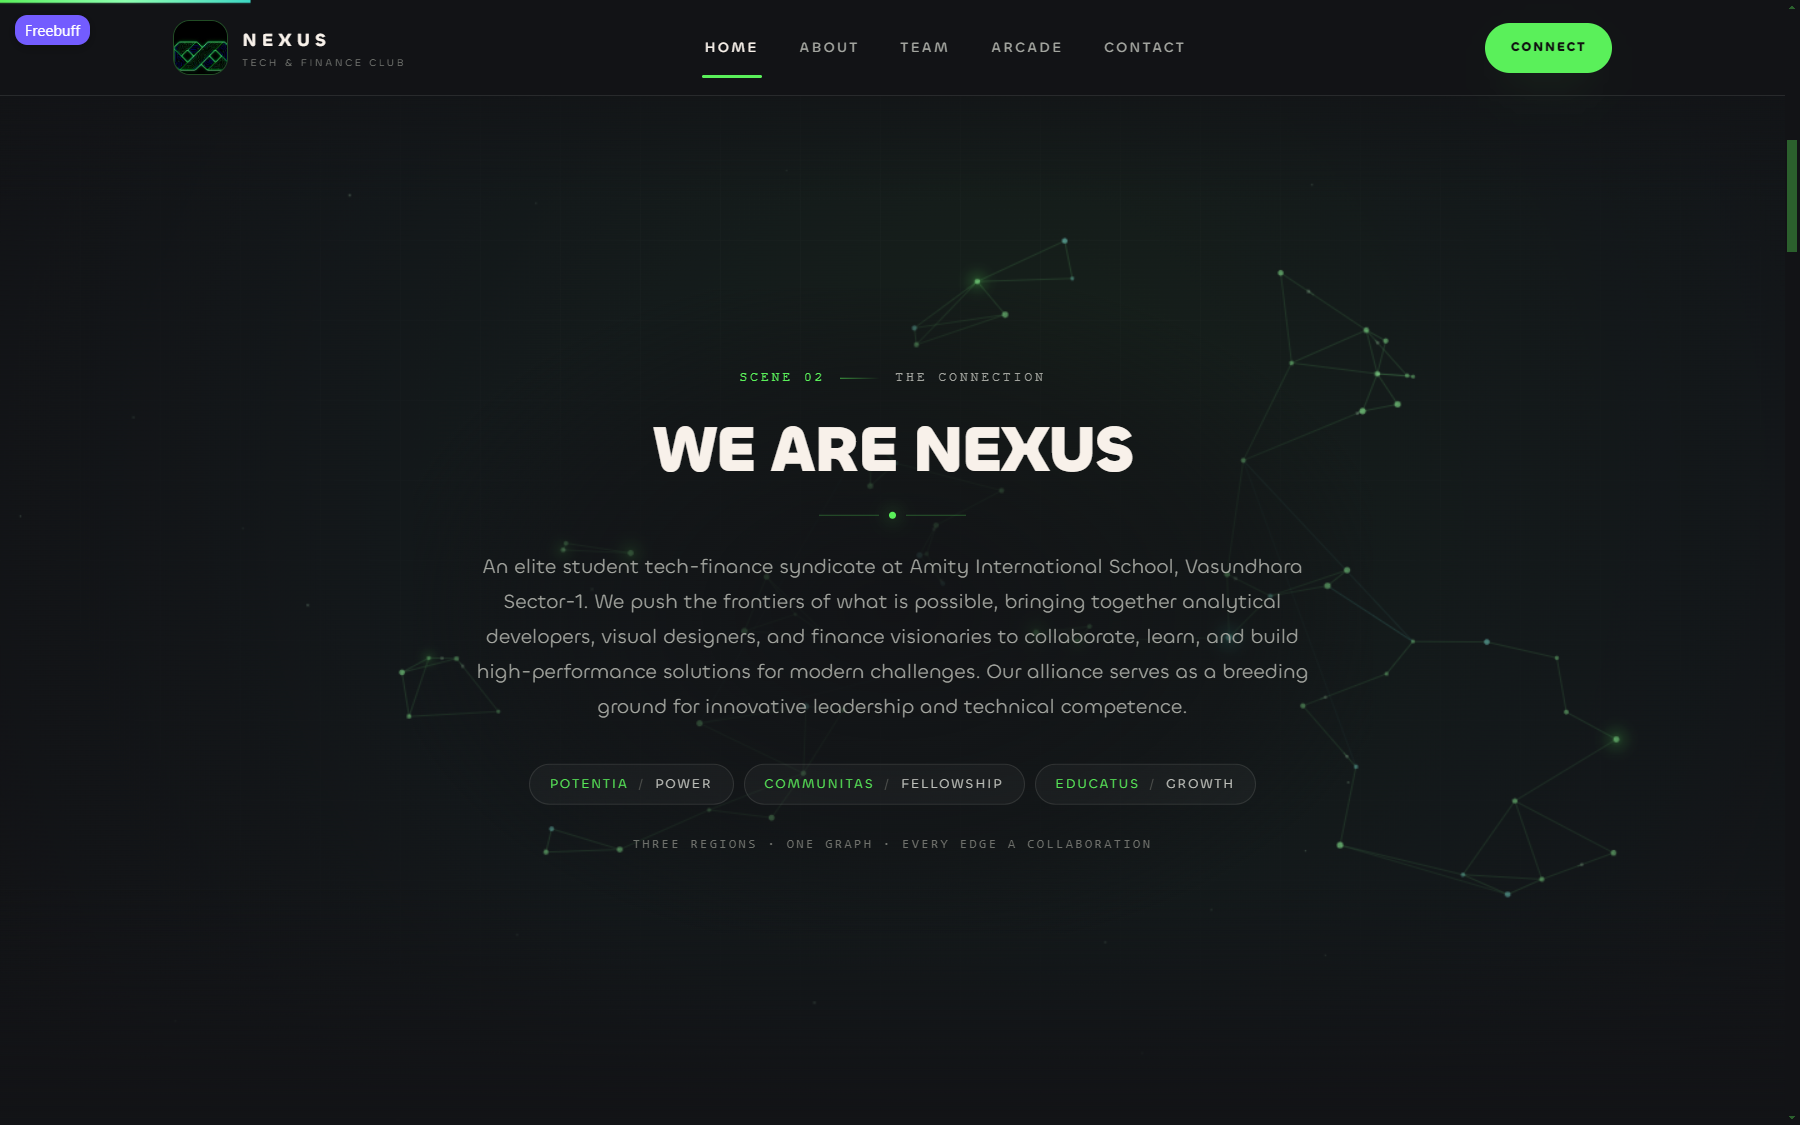 Freebuff
NEXUS
TECH & FINANCE CLUB
HOME ABOUT TEAM ARCADE CONTACT
CONNECT
SCENE 02 THE CONNECTION
WE ARE NEXUS
An elite student tech-finance syndicate at Amity International School, Vasundhara
Sector-1. We push the frontiers of what is possible, bringing together analytical
developers, visual designers, and finance visionaries to collaborate, learn, and build
high-performance solutions for modern challenges. Our alliance serves as a breeding
ground for innovative leadership and technical competence.
POTENTIA / POWER COMMUNITAS / FELLOWSHIP EDUCATUS / GROWTH
THREE REGIONS · ONE GRAPH · EVERY EDGE A COLLABORATION